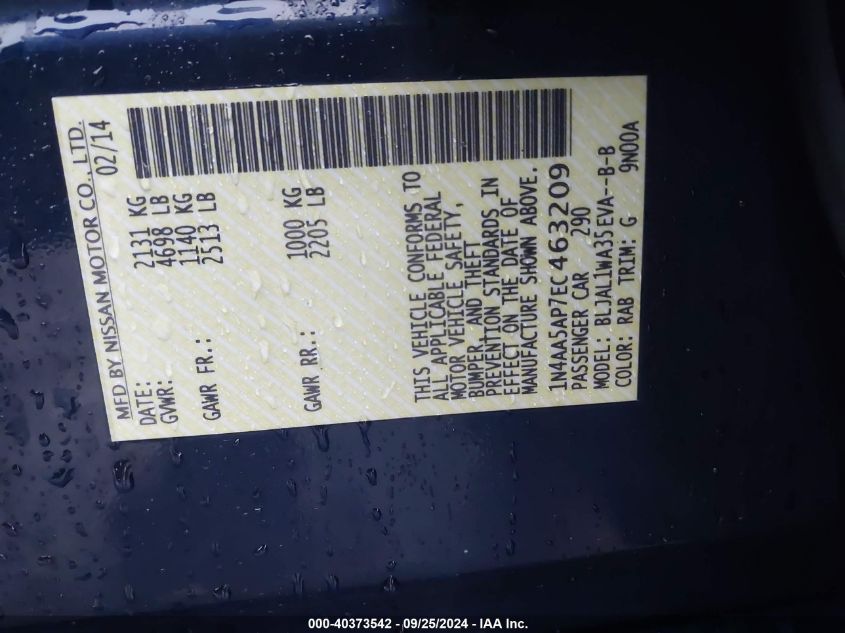 MFD BY NISSAN MOTOR CO., LTD.
DATE: 02/14
GVWR: 2131 KG
4698 LB
GAWR FR.: 1140 KG
2513 LB
GAWR RR.: 1000 KG
2205 LB
THIS VEHICLE CONFORMS TO
ALL APPLICABLE FEDERAL
MOTOR VEHICLE SAFETY,
BUMPER, AND THEFT
PREVENTION STANDARDS IN
EFFECT ON THE DATE OF
MANUFACTURE SHOWN ABOVE.
1N4AA5AP7EC463209
PASSENGER CAR 290
MODEL: BLJAL1WA35EVA--B-B
COLOR: RAB TRIM: G 9N00A
000-40373542 - 09/25/2024 - IAA Inc.